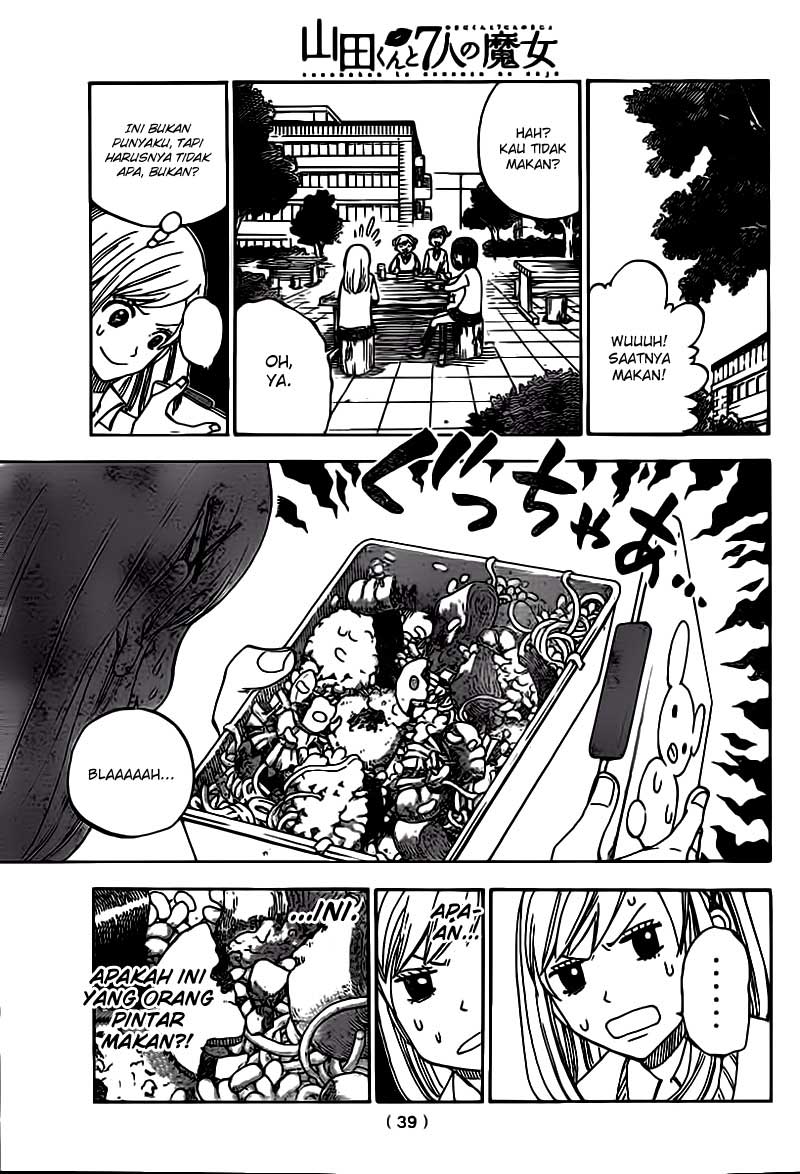 山田くんと7人の魔女
WUUUH!
SAATNYA
MAKAN!
HAH?
KAU TIDAK
MAKAN?
OH,
YA.
INI BUKAN
PUNYAKU, TAPI
HARUSNYA TIDAK
APA, BUKAN?
ぐっちゃあ...
BLAAAAAH...
......
APA-
AN...
...INI.
APAKAH INI
YANG ORANG
PINTAR
MAKAN?!
( 39 )